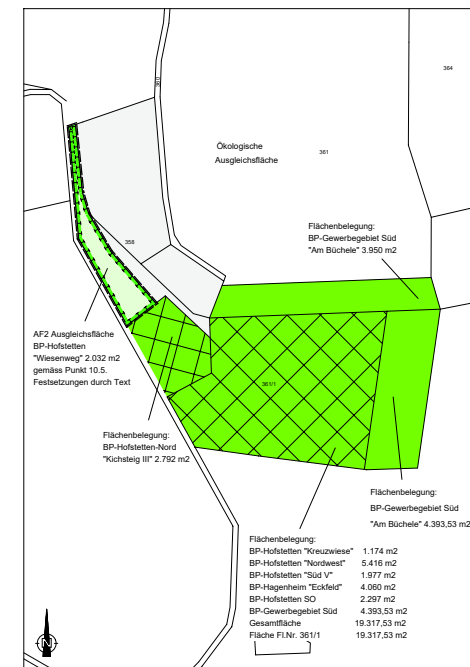 360
364
Ökologische
Ausgleichsfläche
361
Flächenbelegung:
BP-Gewerbegebiet Süd
"Am Büchele" 3.950 m2
358
AF2 Ausgleichsfläche
BP-Hofstetten
"Wiesenweg" 2.032 m2
gemäss Punkt 10.5.
Festsetzungen durch Text
361/1
Flächenbelegung:
BP-Hofstetten-Nord
"Kichsteig III" 2.792 m2
Flächenbelegung:
BP-Gewerbegebiet Süd
"Am Büchele" 4.393,53 m2
Flächenbelegung:
BP-Hofstetten "Kreuzwiese" 1.174 m2
BP-Hofstetten "Nordwest" 5.416 m2
BP-Hofstetten "Süd V" 1.977 m2
BP-Hagenheim "Eckfeld" 4.060 m2
BP-Hofstetten SO 2.297 m2
BP-Gewerbegebiet Süd 4.393,53 m2
Gesamtfläche 19.317,53 m2
Fläche Fl.Nr. 361/1 19.317,53 m2
N